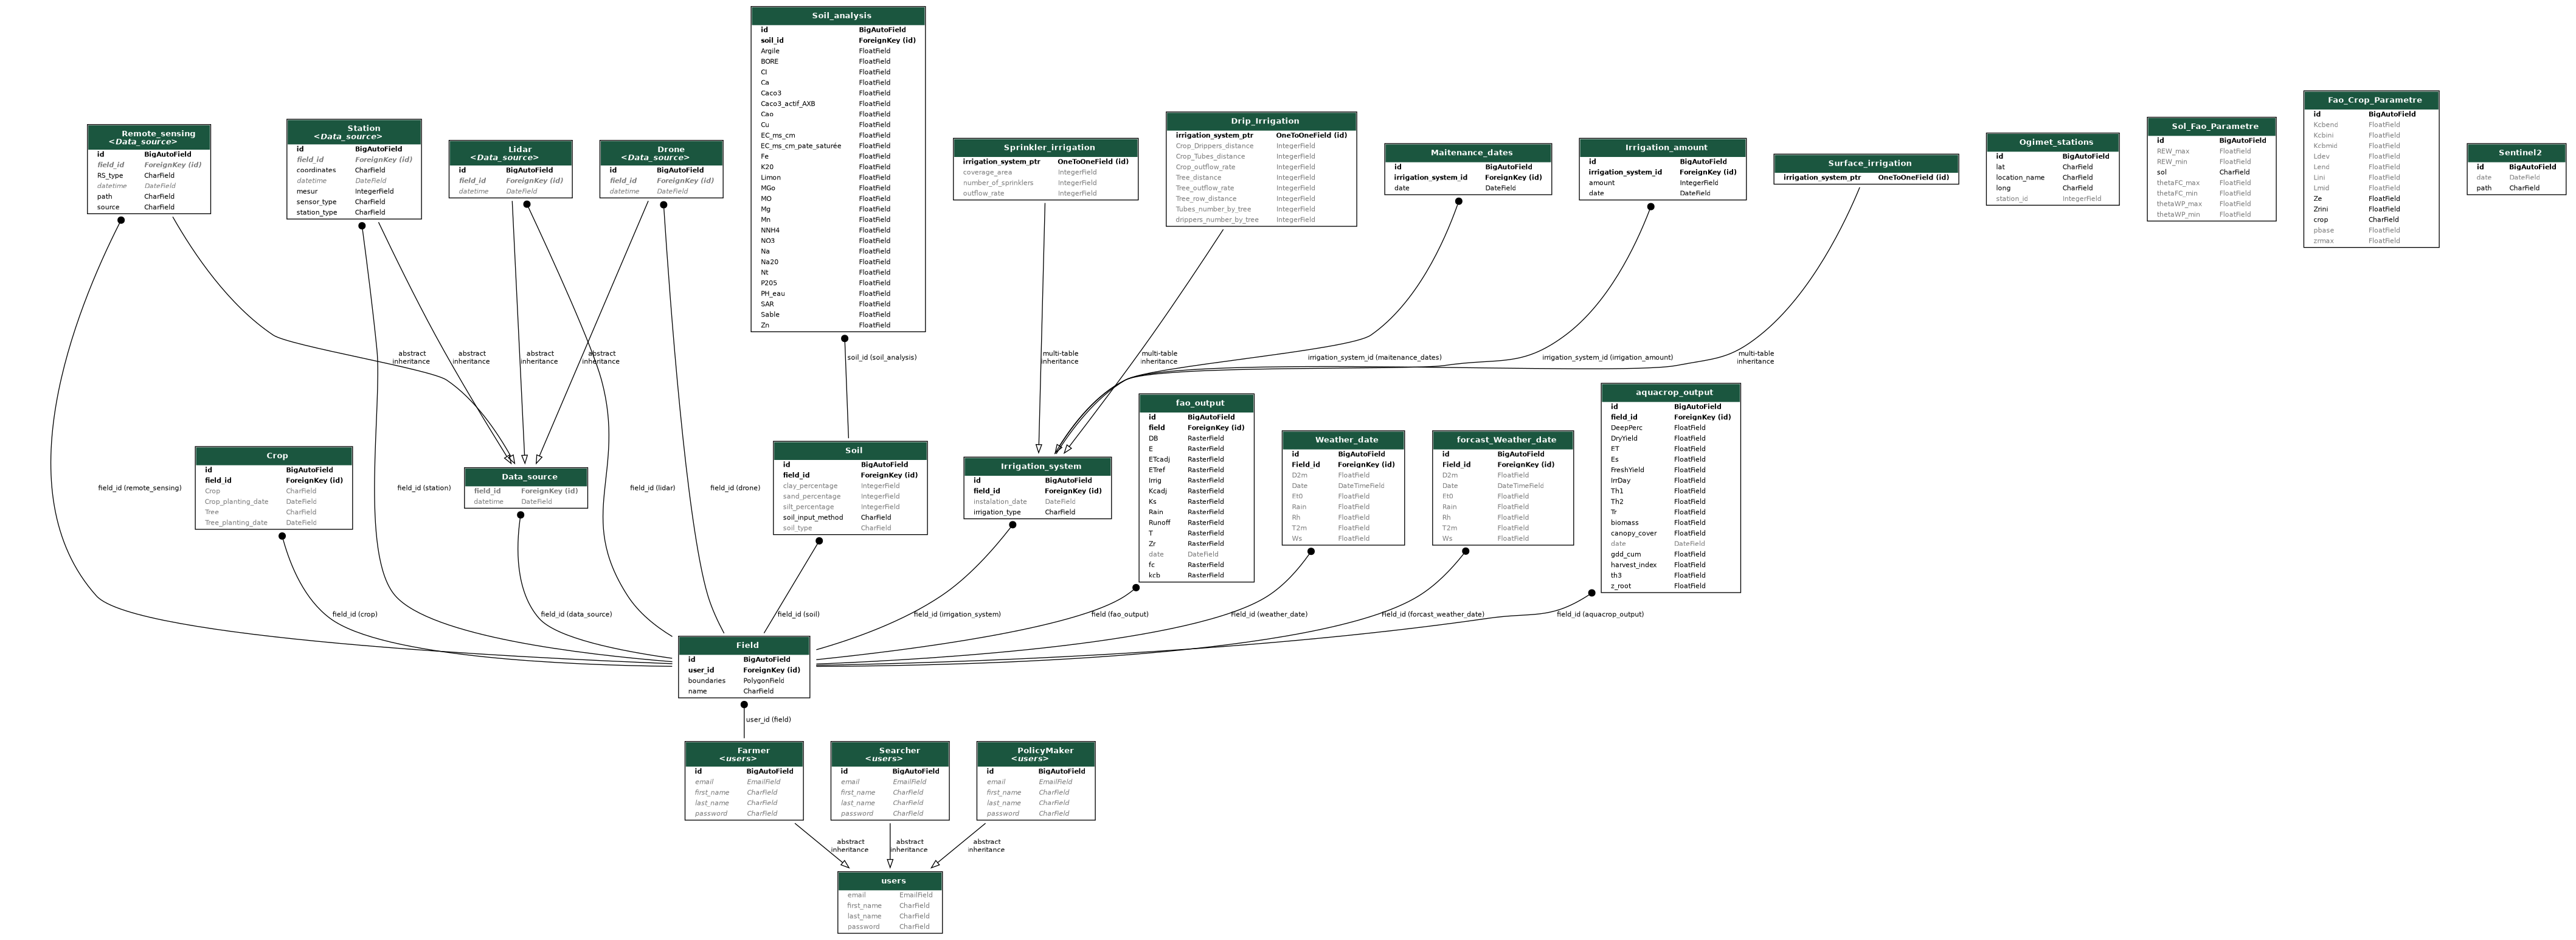 Soil_analysis
id BigAutoField
soil_id ForeignKey (id)
Argile FloatField
BORE FloatField
Cl FloatField
Ca FloatField
Caco3 FloatField
Caco3_actif_AXB FloatField
Cao FloatField
Cu FloatField
EC_ms_cm FloatField
EC_ms_cm_pate_saturée FloatField
Fe FloatField
K20 FloatField
Limon FloatField
MGo FloatField
MO FloatField
Mg FloatField
Mn FloatField
NNH4 FloatField
NO3 FloatField
Na FloatField
Na20 FloatField
Nt FloatField
P205 FloatField
PH_eau FloatField
SAR FloatField
Sable FloatField
Zn FloatField
Remote_sensing
<Data_source>
id BigAutoField
field_id ForeignKey (id)
RS_type CharField
datetime DateField
path CharField
source CharField
Station
<Data_source>
id BigAutoField
field_id ForeignKey (id)
coordinates CharField
datetime DateField
mesur IntegerField
sensor_type CharField
station_type CharField
Lidar
<Data_source>
id BigAutoField
field_id ForeignKey (id)
datetime DateField
Drone
<Data_source>
id BigAutoField
field_id ForeignKey (id)
datetime DateField
Sprinkler_irrigation
irrigation_system_ptr OneToOneField (id)
coverage_area IntegerField
number_of_sprinklers IntegerField
outflow_rate IntegerField
Drip_Irrigation
irrigation_system_ptr OneToOneField (id)
Crop_Drippers_distance IntegerField
Crop_Tubes_distance IntegerField
Crop_outflow_rate IntegerField
Tree_distance IntegerField
Tree_outflow_rate IntegerField
Tree_row_distance IntegerField
Tubes_number_by_tree IntegerField
drippers_number_by_tree IntegerField
Maitenance_dates
id BigAutoField
irrigation_system_id ForeignKey (id)
date DateField
Irrigation_amount
id BigAutoField
irrigation_system_id ForeignKey (id)
amount IntegerField
date DateField
Surface_irrigation
irrigation_system_ptr OneToOneField (id)
Ogimet_stations
id BigAutoField
lat CharField
location_name CharField
long CharField
station_id IntegerField
Sol_Fao_Parametre
id BigAutoField
REW_max FloatField
REW_min FloatField
sol CharField
thetaFC_max FloatField
thetaFC_min FloatField
thetaWP_max FloatField
thetaWP_min FloatField
Fao_Crop_Parametre
id BigAutoField
Kcbend FloatField
Kcbini FloatField
Kcbmid FloatField
Ldev FloatField
Lend FloatField
Lini FloatField
Lmid FloatField
Ze FloatField
Zrini FloatField
crop CharField
pbase FloatField
zrmax FloatField
Sentinel2
id BigAutoField
date DateField
path CharField
abstract
inheritance
abstract
inheritance
abstract
inheritance
abstract
inheritance
soil_id (soil_analysis)
multi-table
inheritance
multi-table
inheritance
irrigation_system_id (maitenance_dates)
irrigation_system_id (irrigation_amount)
multi-table
inheritance
Crop
id BigAutoField
field_id ForeignKey (id)
Crop CharField
Crop_planting_date DateField
Tree CharField
Tree_planting_date DateField
Data_source
field_id ForeignKey (id)
datetime DateField
Soil
id BigAutoField
field_id ForeignKey (id)
clay_percentage IntegerField
sand_percentage IntegerField
silt_percentage IntegerField
soil_input_method CharField
soil_type CharField
Irrigation_system
id BigAutoField
field_id ForeignKey (id)
instalation_date DateField
irrigation_type CharField
fao_output
id BigAutoField
field ForeignKey (id)
DB RasterField
E RasterField
ETcadj RasterField
ETref RasterField
Irrig RasterField
Kcadj RasterField
Ks RasterField
Rain RasterField
Runoff RasterField
T RasterField
Zr RasterField
date DateField
fc RasterField
kcb RasterField
Weather_date
id BigAutoField
Field_id ForeignKey (id)
D2m FloatField
Date DateTimeField
Et0 FloatField
Rain FloatField
Rh FloatField
T2m FloatField
Ws FloatField
forcast_Weather_date
id BigAutoField
Field_id ForeignKey (id)
D2m FloatField
Date DateTimeField
Et0 FloatField
Rain FloatField
Rh FloatField
T2m FloatField
Ws FloatField
aquacrop_output
id BigAutoField
field_id ForeignKey (id)
DeepPerc FloatField
DryYield FloatField
ET FloatField
Es FloatField
FreshYield FloatField
IrrDay FloatField
Th1 FloatField
Th2 FloatField
Tr FloatField
biomass FloatField
canopy_cover FloatField
date DateField
gdd_cum FloatField
harvest_index FloatField
th3 FloatField
z_root FloatField
field_id (remote_sensing)
field_id (station)
field_id (lidar)
field_id (drone)
field_id (crop)
field_id (data_source)
field_id (soil)
field_id (irrigation_system)
field (fao_output)
field_id (weather_date)
field_id (forcast_weather_date)
field_id (aquacrop_output)
Field
id BigAutoField
user_id ForeignKey (id)
boundaries PolygonField
name CharField
user_id (field)
Farmer
<users>
id BigAutoField
email EmailField
first_name CharField
last_name CharField
password CharField
Searcher
<users>
id BigAutoField
email EmailField
first_name CharField
last_name CharField
password CharField
PolicyMaker
<users>
id BigAutoField
email EmailField
first_name CharField
last_name CharField
password CharField
abstract
inheritance
abstract
inheritance
abstract
inheritance
users
email EmailField
first_name CharField
last_name CharField
password CharField